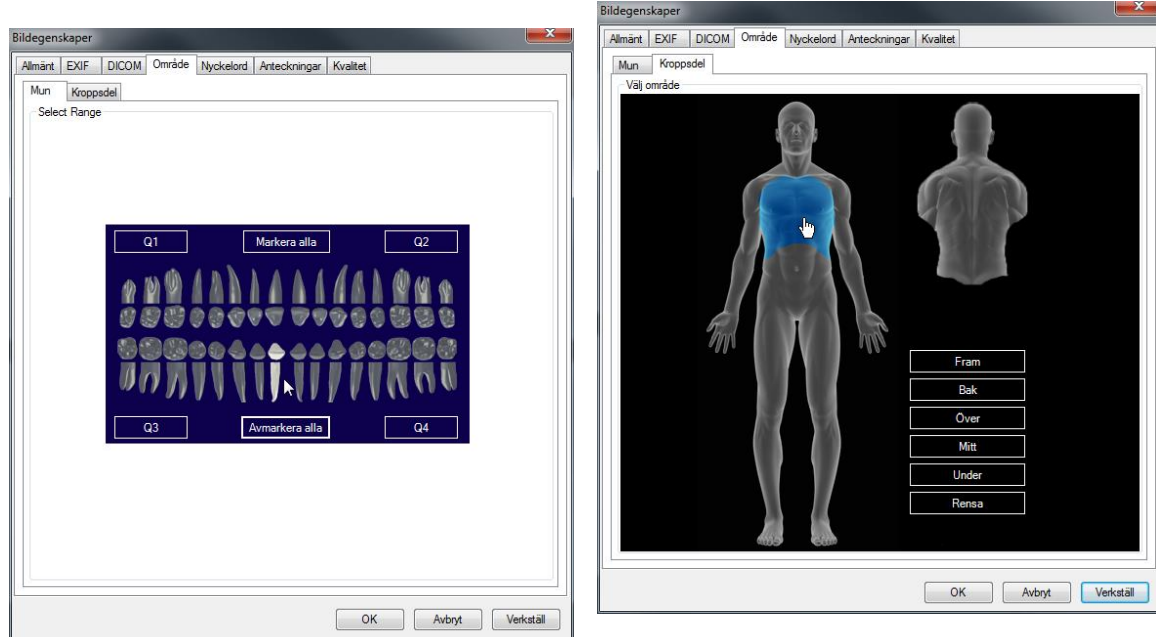 Bildegenskaper
Allmänt EXIF DICOM Område Nyckelord Anteckningar Kvalitet
Mun Kroppsdel
Select Range
Q1 Markera alla Q2
Q3 Avmarkera alla Q4
OK Avbryt Verkställ
Bildegenskaper
Allmänt EXIF DICOM Område Nyckelord Anteckningar Kvalitet
Mun Kroppsdel
Välj område
Fram
Bak
Över
Mitt
Under
Rensa
OK Avbryt Verkställ